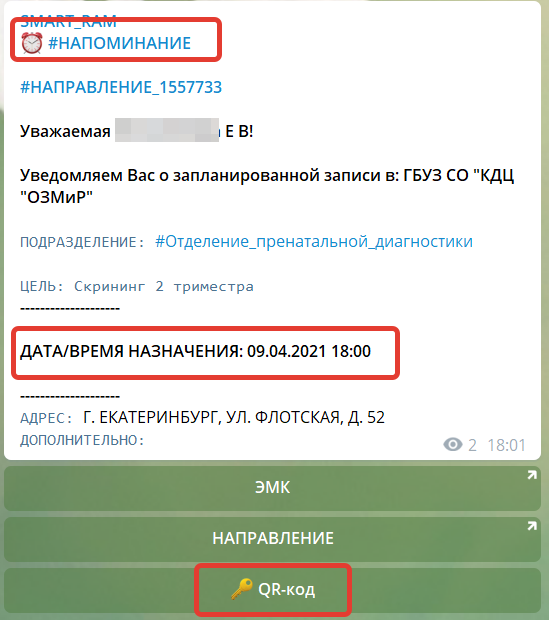 SMART_RAM
#НАПОМИНАНИЕ
#НАПРАВЛЕНИЕ_1557733
Уважаемая Е В!
Уведомляем Вас о запланированной записи в: ГБУЗ СО "КДЦ
"ОЗМиР"
ПОДРАЗДЕЛЕНИЕ: #Отделение_пренатальной_диагностики
ЦЕЛЬ: Скрининг 2 триместра
--------------------
ДАТА/ВРЕМЯ НАЗНАЧЕНИЯ: 09.04.2021 18:00
--------------------
АДРЕС: Г. ЕКАТЕРИНБУРГ, УЛ. ФЛОТСКАЯ, Д. 52
ДОПОЛНИТЕЛЬНО:
2 18:01
ЭМК
НАПРАВЛЕНИЕ
QR-код